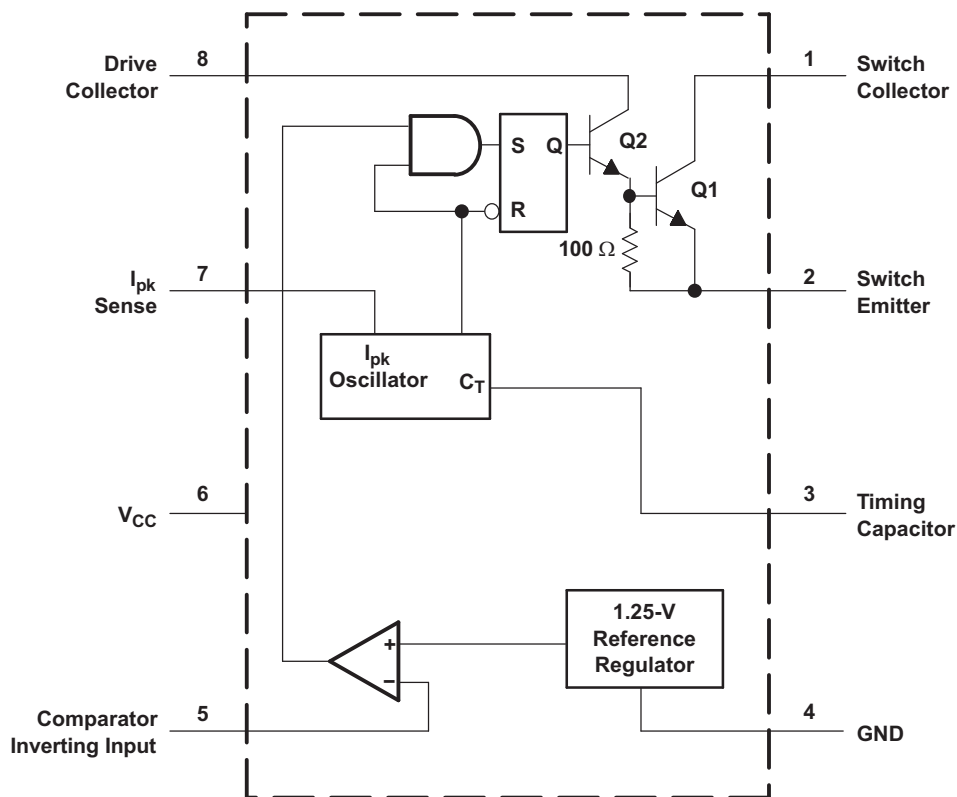 Drive
Collector
8
1
Switch
Collector
S
Q
Q2
Q1
R
100 Ω
Ipk
Sense
7
2
Switch
Emitter
Ipk
Oscillator
CT
VCC
6
3
Timing
Capacitor
1.25-V
Reference
Regulator
+
−
Comparator
Inverting Input
5
4
GND